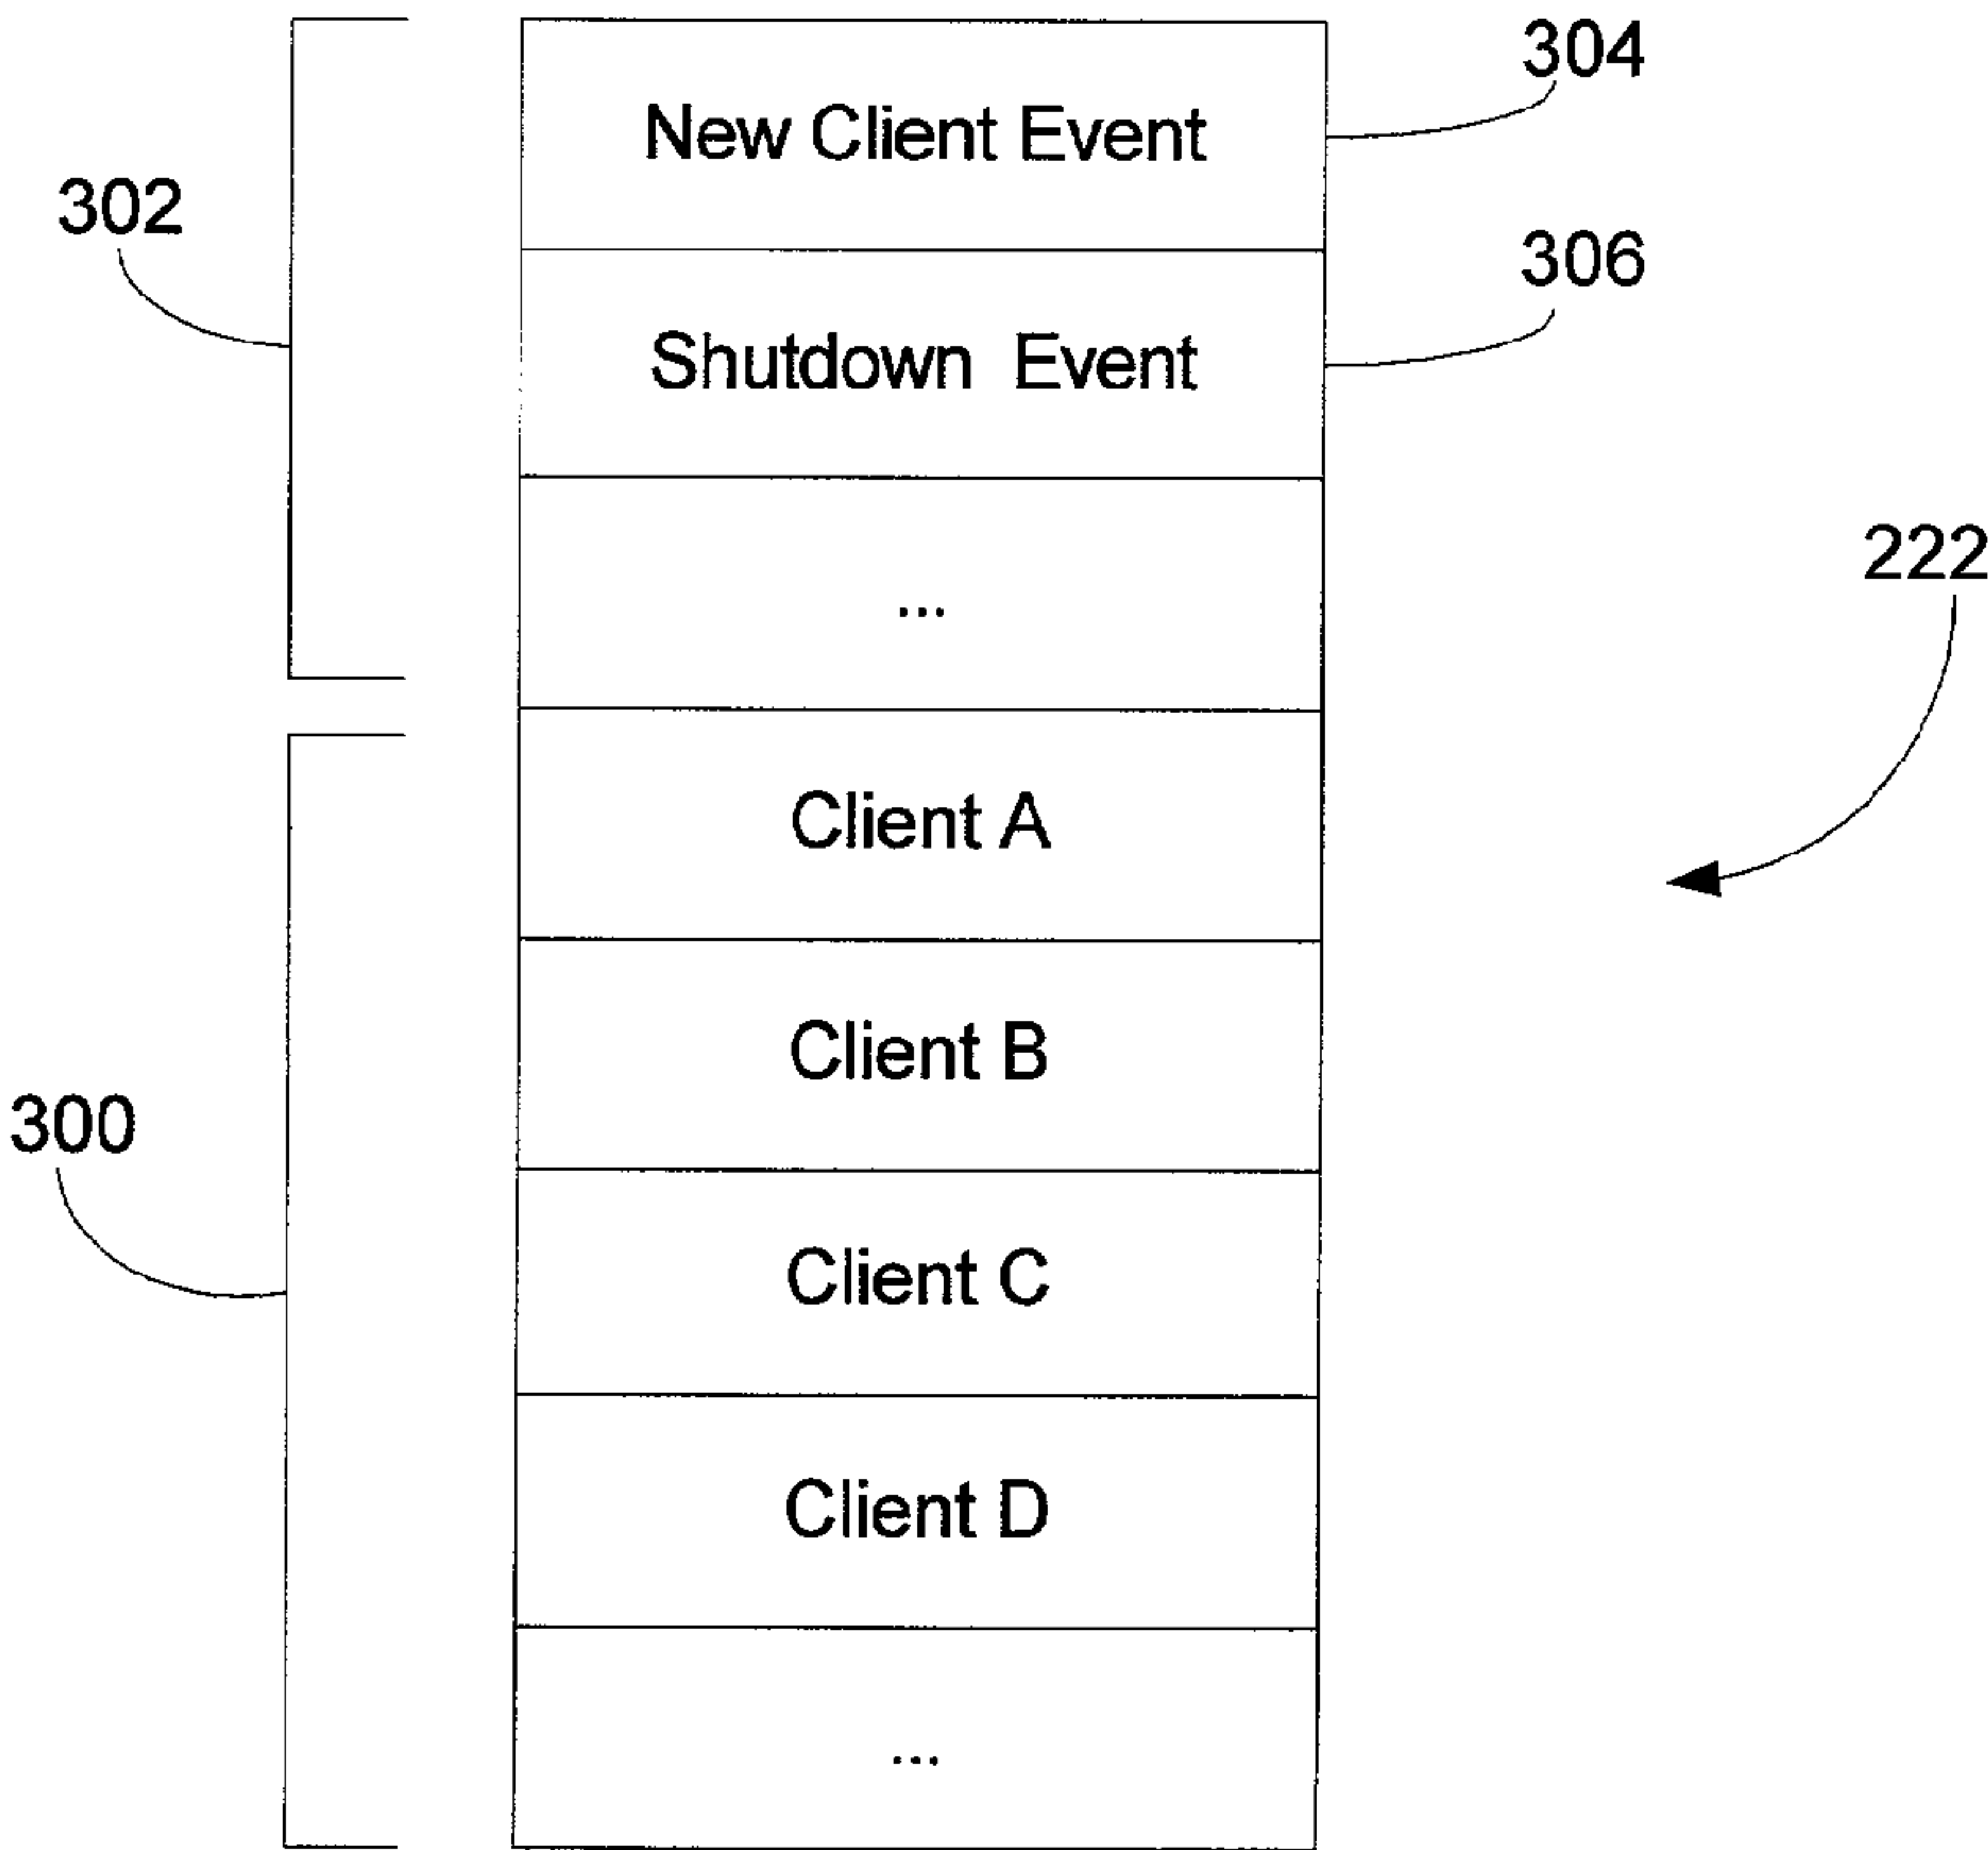 304
New Client Event
302
306
Shutdown Event
222
...
Client A
Client B
300
Client C
Client D
...